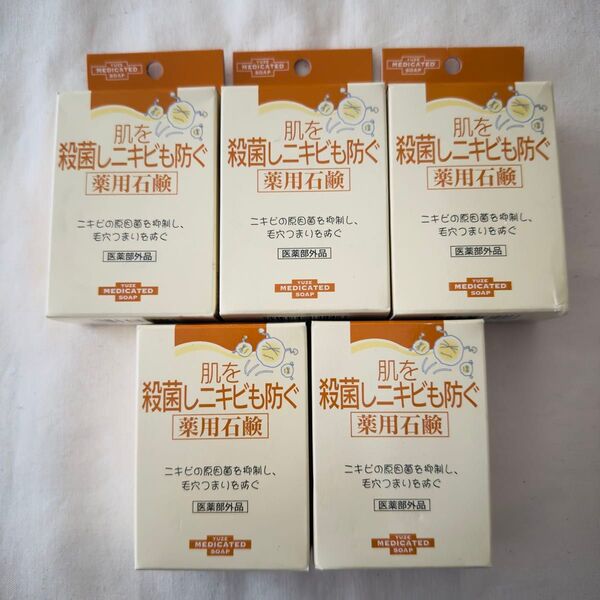 YUZE
MEDICATED
SOAP
肌を
殺菌しニキビも防ぐ
薬用石鹸
ニキビの原因菌を抑制し、
毛穴つまりを防ぐ
医薬部外品
YUZE
MEDICATED
SOAP
YUZE
MEDICATED
SOAP
肌を
殺菌しニキビも防ぐ
薬用石鹸
ニキビの原因菌を抑制し、
毛穴つまりを防ぐ
医薬部外品
YUZE
MEDICATED
SOAP
YUZE
MEDICATED
SOAP
肌を
殺菌しニキビも防ぐ
薬用石鹸
ニキビの原因菌を抑制し、
毛穴つまりを防ぐ
医薬部外品
YUZE
MEDICATED
SOAP
肌を
殺菌しニキビも防ぐ
薬用石鹸
ニキビの原因菌を抑制し、
毛穴つまりを防ぐ
医薬部外品
YUZE
MEDICATED
SOAP
肌を
殺菌しニキビも防ぐ
薬用石鹸
ニキビの原因菌を抑制し、
毛穴つまりを防ぐ
医薬部外品
YUZE
MEDICATED
SOAP